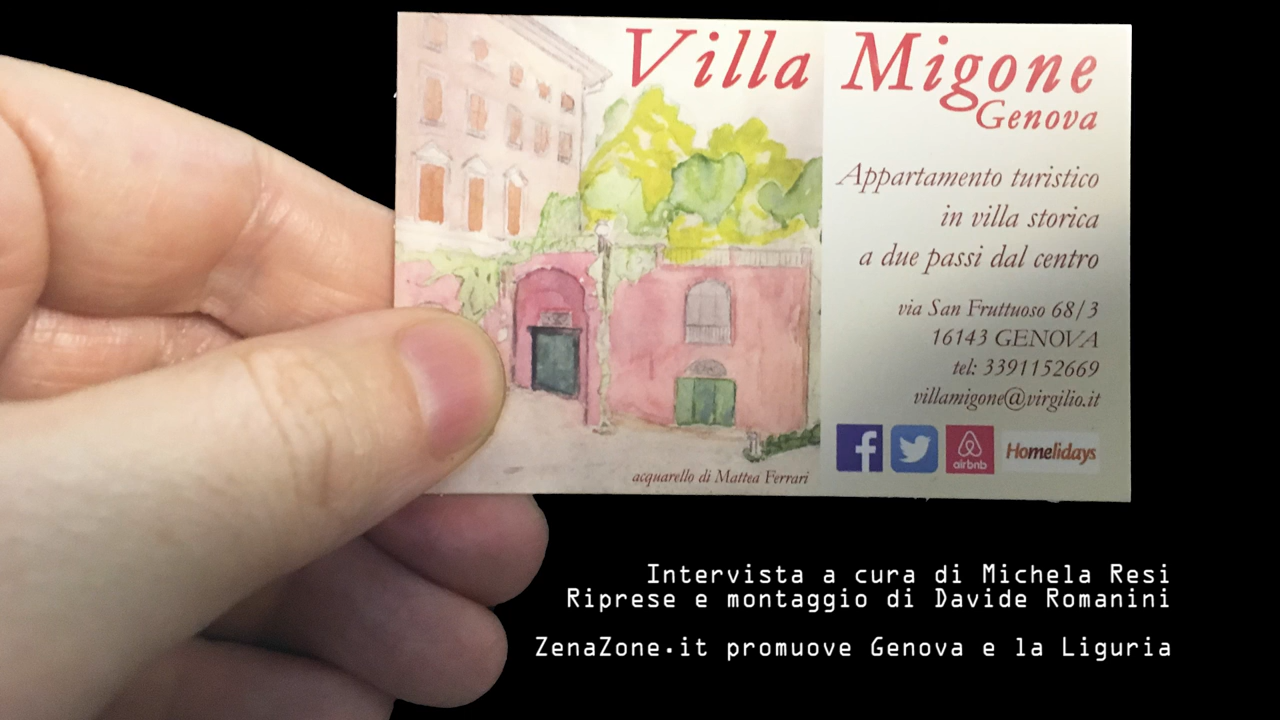 Villa Migone
Genova
Appartamento turistico
in villa storica
a due passi dal centro
via San Fruttuoso 68/3
16143 GENOVA
tel: 3391152669
villamigone@virgilio.it
f
airbnb
Homelidays
acquarello di Mattea Ferrari
Intervista a cura di Michela Resi
Riprese e montaggio di Davide Romanini
ZenaZone.it promuove Genova e la Liguria